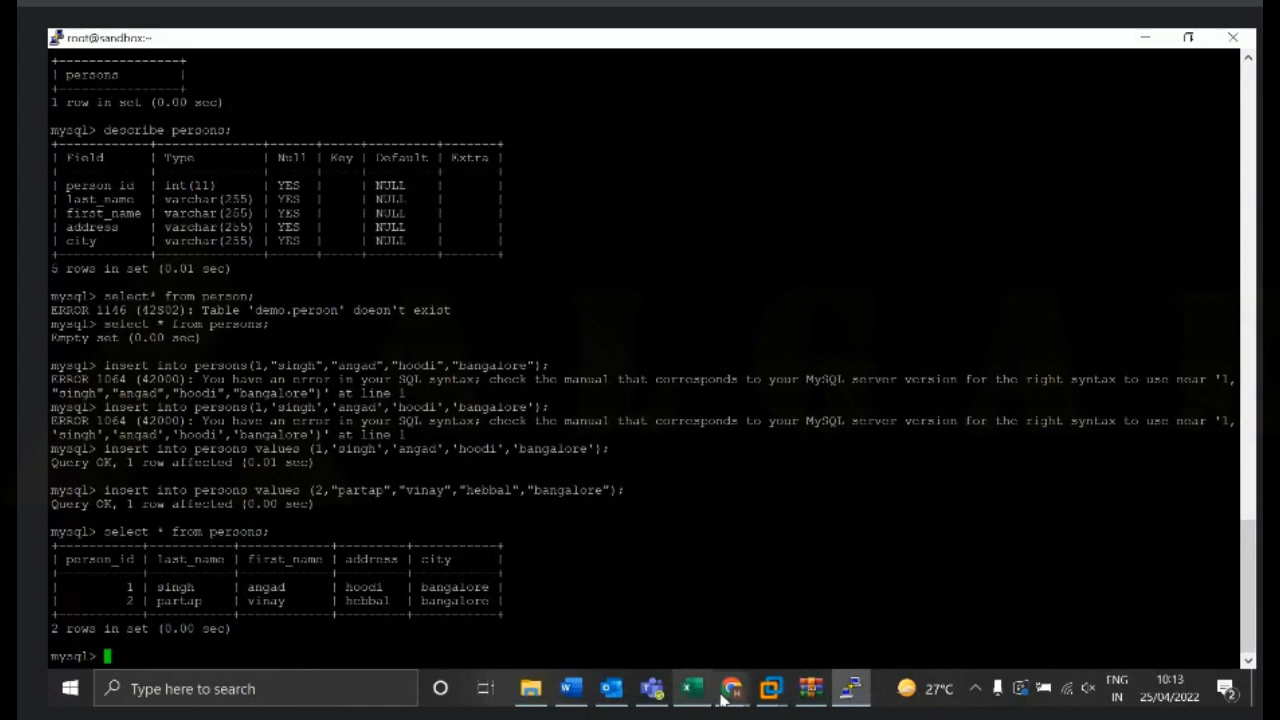 root@sandbox:~
+----------------+
| persons        |
+----------------+
1 row in set (0.00 sec)
mysql> describe persons;
+------------+--------------+------+-----+---------+-------+
| Field      | Type         | Null | Key | Default | Extra |
+------------+--------------+------+-----+---------+-------+
| person_id  | int(11)      | YES  |     | NULL    |       |
| last_name  | varchar(255) | YES  |     | NULL    |       |
| first_name | varchar(255) | YES  |     | NULL    |       |
| address    | varchar(255) | YES  |     | NULL    |       |
| city       | varchar(255) | YES  |     | NULL    |       |
+------------+--------------+------+-----+---------+-------+
5 rows in set (0.01 sec)
mysql> select* from person;
ERROR 1146 (42S02): Table 'demo.person' doesn't exist
mysql> select * from persons;
Empty set (0.00 sec)
mysql> insert into persons(1,"singh","angad","hoodi","bangalore");
ERROR 1064 (42000): You have an error in your SQL syntax; check the manual that corresponds to your MySQL server version for the right syntax to use near '1,
"singh","angad","hoodi","bangalore")' at line 1
mysql> insert into persons(1,'singh','angad','hoodi','bangalore');
ERROR 1064 (42000): You have an error in your SQL syntax; check the manual that corresponds to your MySQL server version for the right syntax to use near '1,
'singh','angad','hoodi','bangalore')' at line 1
mysql> insert into persons values (1,'singh','angad','hoodi','bangalore');
Query OK, 1 row affected (0.01 sec)
mysql> insert into persons values (2,"partap","vinay","hebbal","bangalore");
Query OK, 1 row affected (0.00 sec)
mysql> select * from persons;
+-----------+-----------+------------+---------+-----------+
| person_id | last_name | first_name | address | city      |
+-----------+-----------+------------+---------+-----------+
|         1 | singh     | angad      | hoodi   | bangalore |
|         2 | partap    | vinay      | hebbal  | bangalore |
+-----------+-----------+------------+---------+-----------+
2 rows in set (0.00 sec)
mysql>
Type here to search
27°C
ENG
IN
10:13
25/04/2022
2